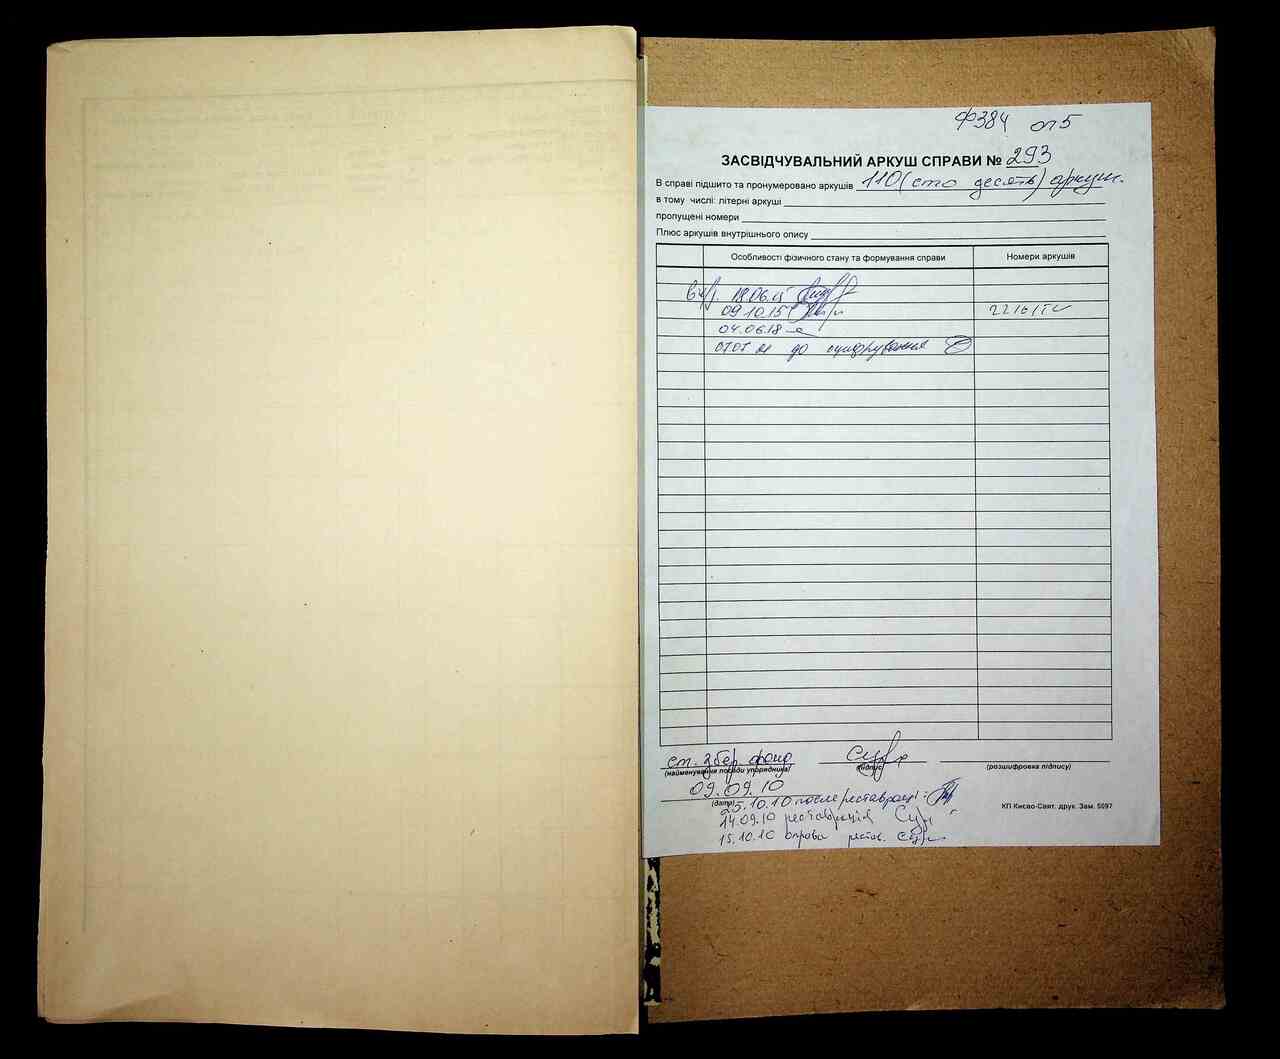 ф384 оп5
ЗАСВІДЧУВАЛЬНИЙ АРКУШ СПРАВИ № 293
В справі підшито та пронумеровано аркушів 110 (сто десять) аркуш.
в тому числі: літерні аркуші
пропущені номери
Плюс аркушів внутрішнього опису
Особливості фізичного стану та формування справи Номери аркушів
18.06.15
09.10.15
04.06.18
до оцифрування
ст. збер. фонд
(найменування посади упорядника) (підпис) (розшифровка підпису)
09.09.10
(дата)
25.10.10 после реставрації:
КП Києво-Свят. друк. Зам. 5097
14.09.10 реставрація
15.10.10 справа рестав.